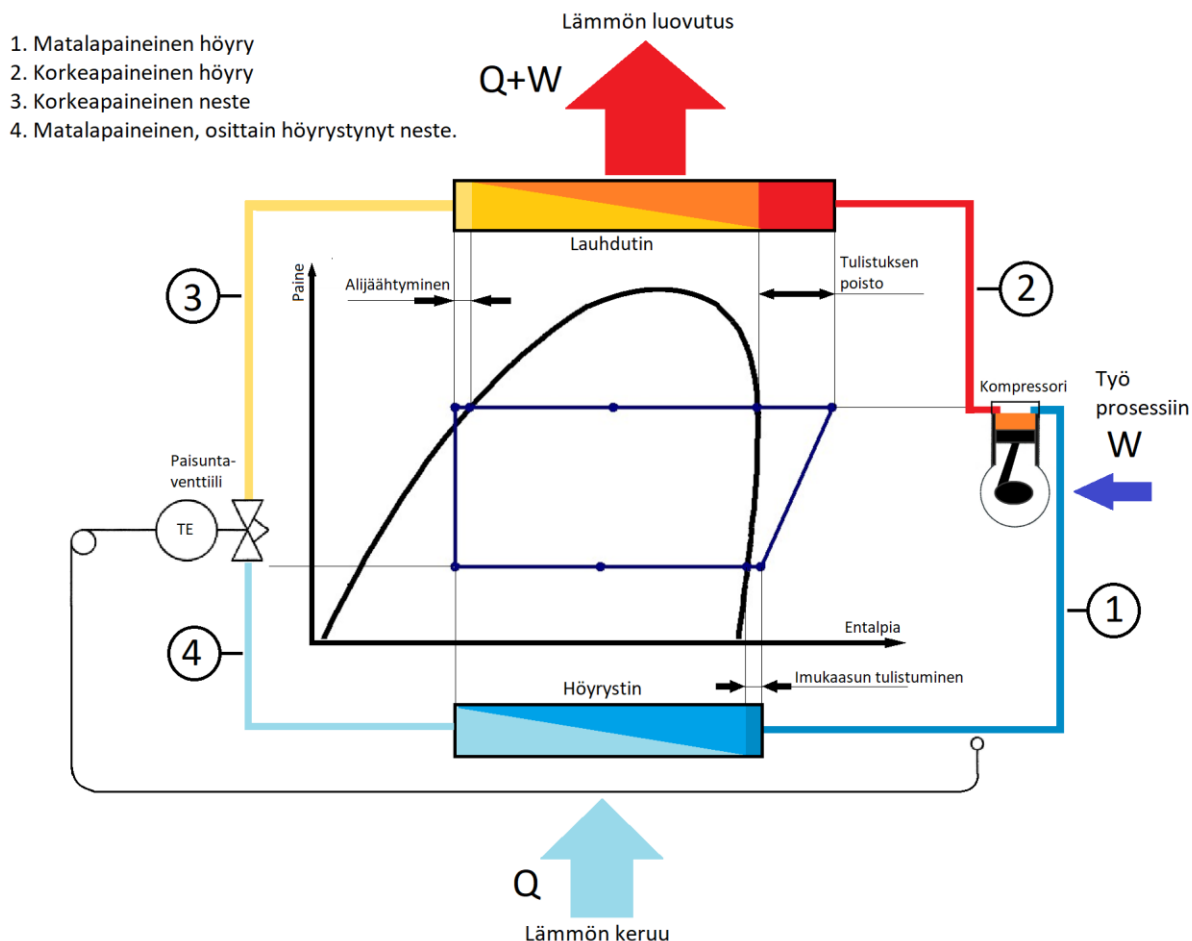 Lämmön luovutus
1. Matalapaineinen höyry
2. Korkeapaineinen höyry
3. Korkeapaineinen neste
4. Matalapaineinen, osittain höyrystynyt neste.
Q+W
Lauhdutin
Paine
Alijäähtyminen
Tulistuksen
poisto
3
2
Kompressori
Työ
prosessiin
W
Paisunta-
venttiili
TE
1
Entalpia
4
Imukaasun tulistuminen
Höyrystin
Q
Lämmön keruu